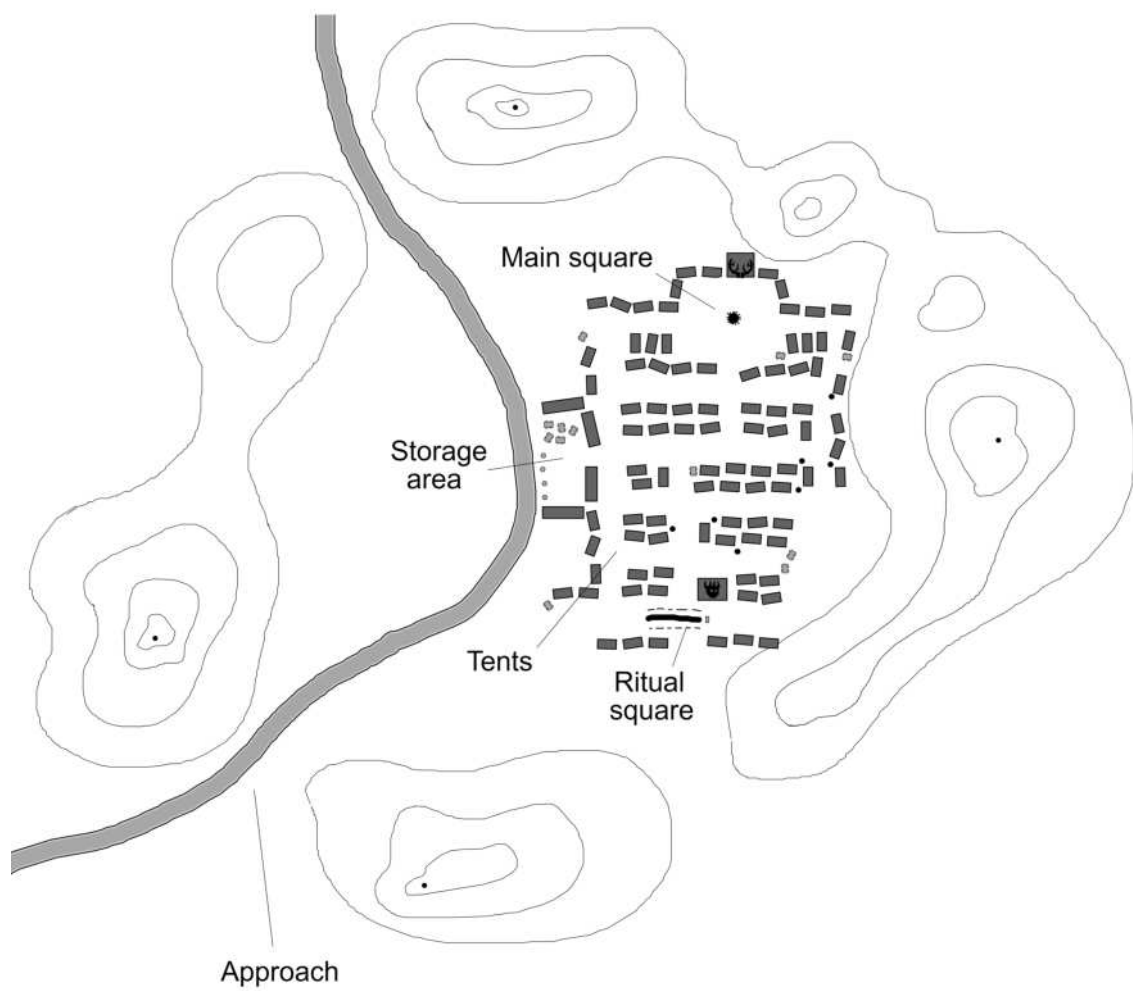 Main square
Storage
area
Tents
Ritual
square
Approach